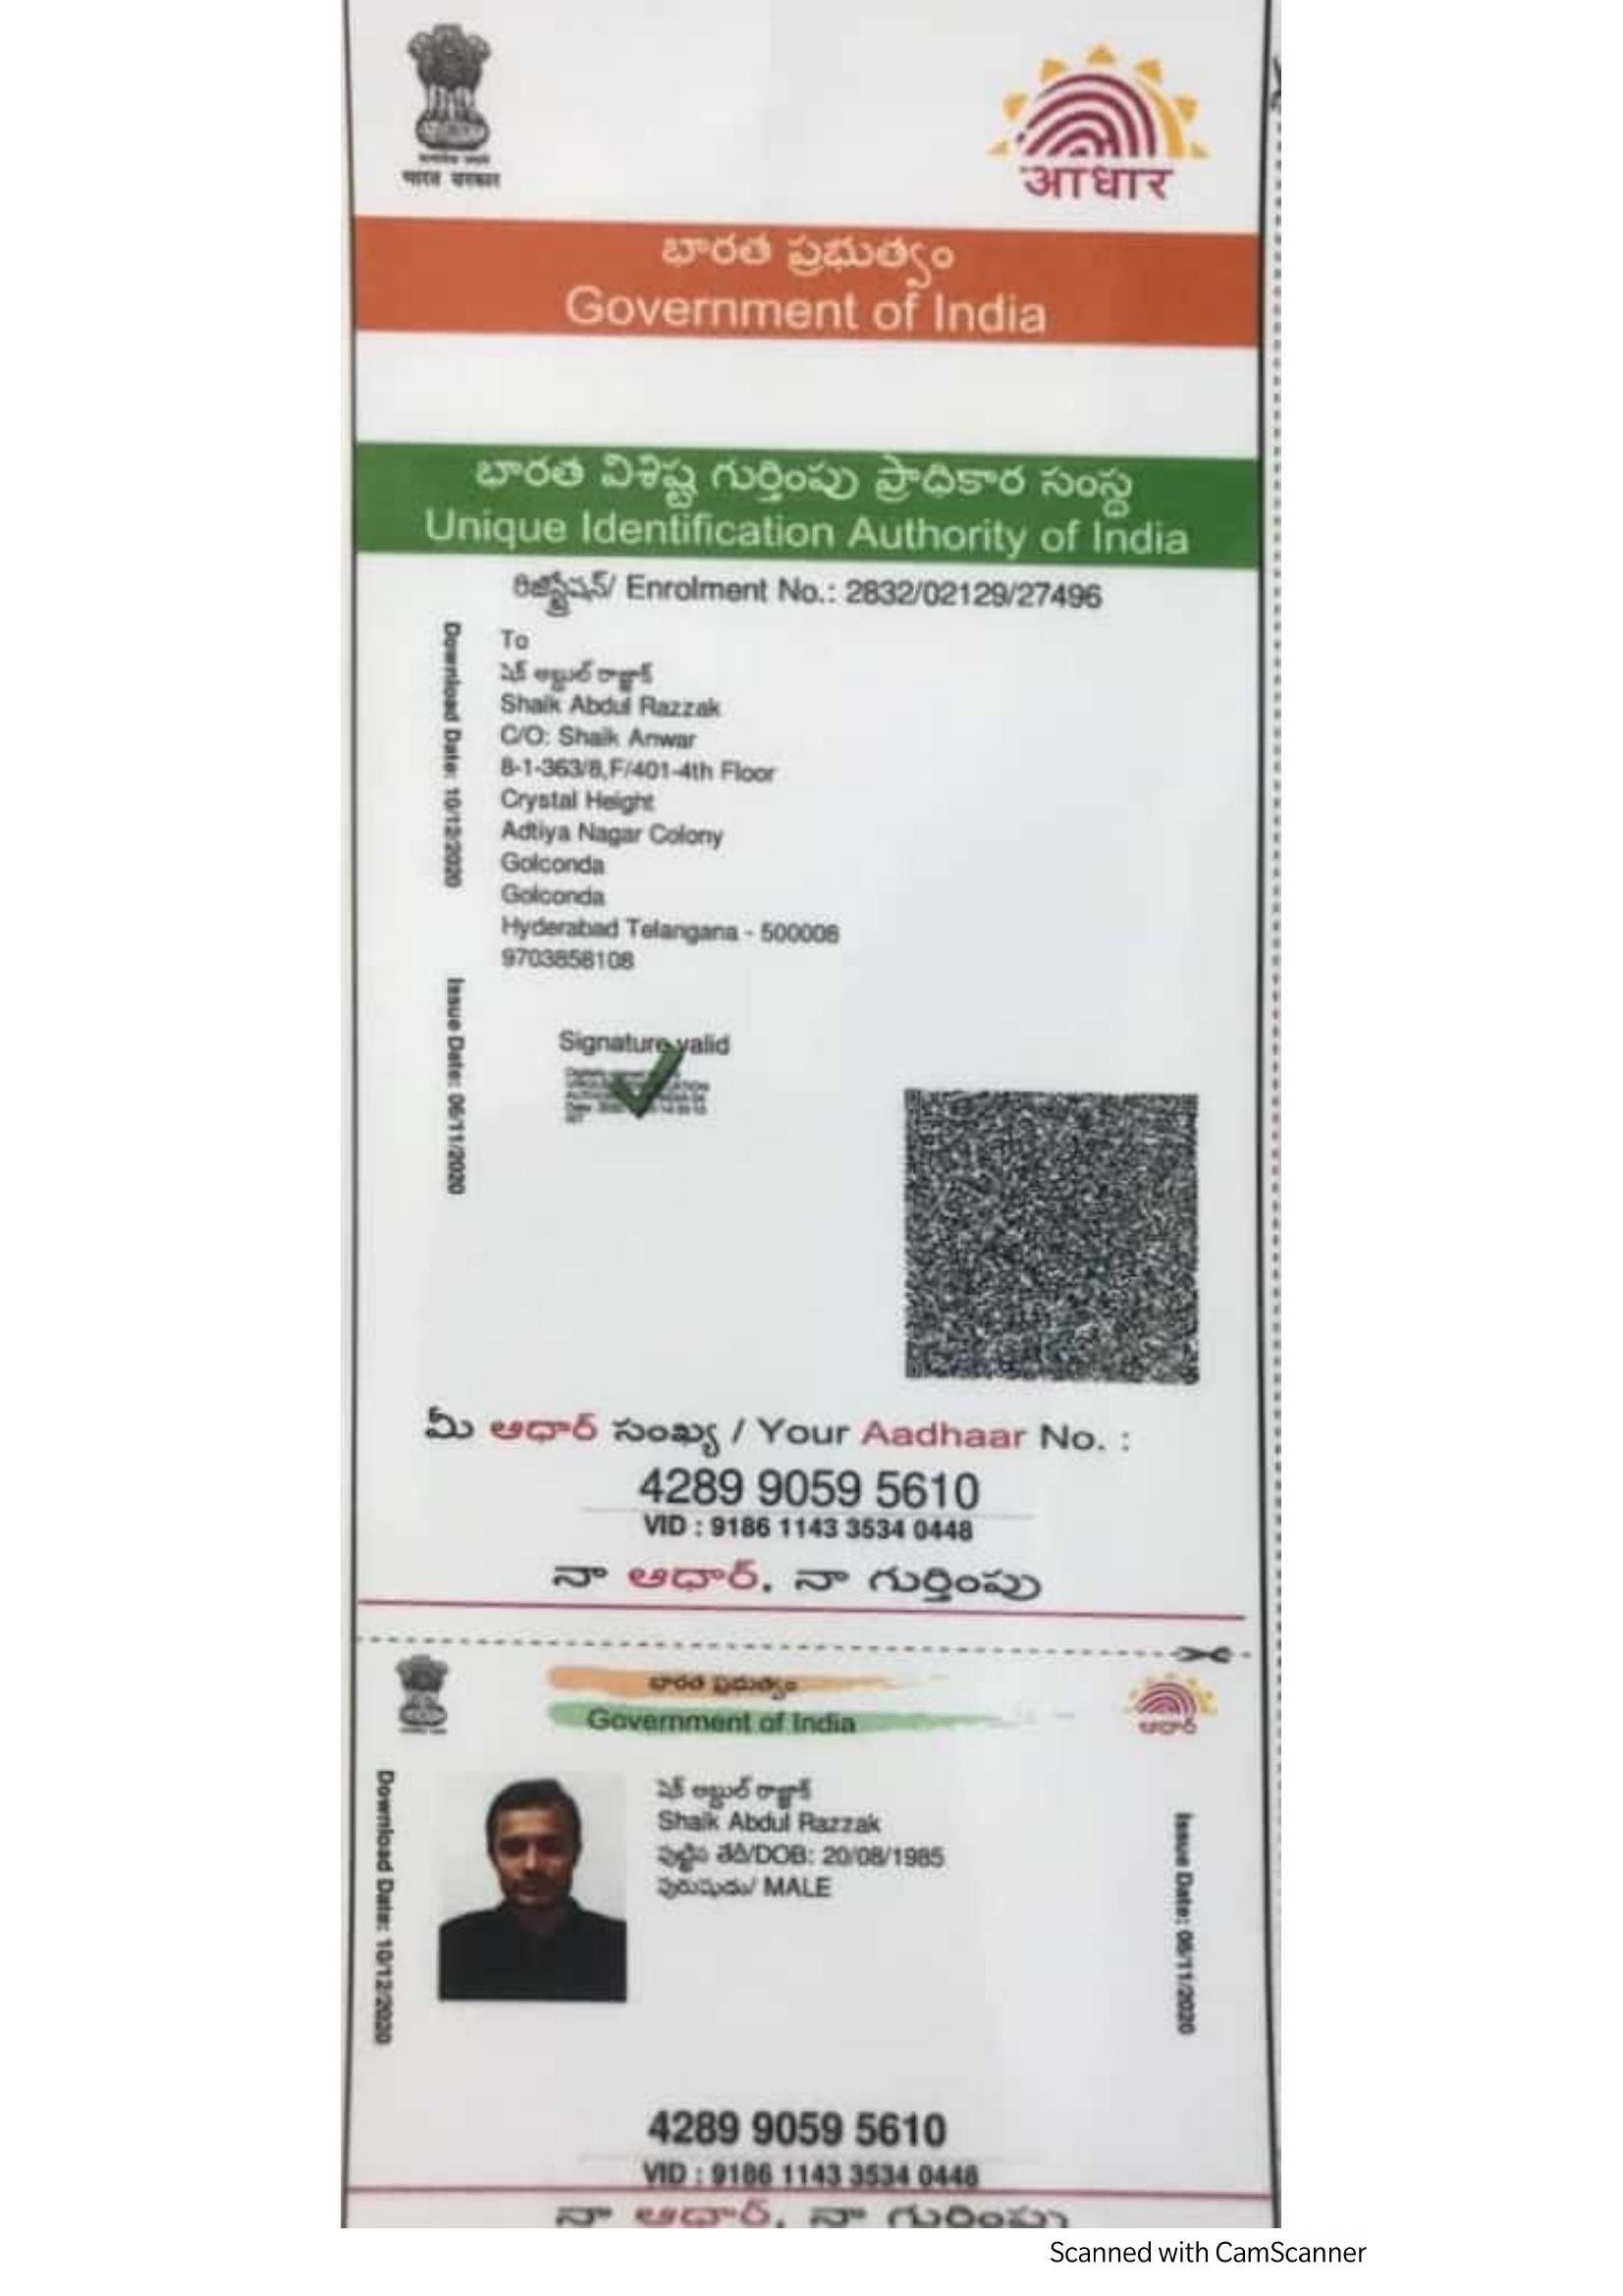 भारत सरकार
आधार
భారత ప్రభుత్వం
Government of India
భారత విశిష్ట గుర్తింపు ప్రాధికార సంస్థ
Unique Identification Authority of India
రిజిస్ట్రేషన్/ Enrolment No.: 2832/02129/27496
Download Date: 10/12/2020
Issue Date: 06/11/2020
To
షేక్ అబ్దుల్ రాజ్జాక్
Shaik Abdul Razzak
C/O: Shaik Anwar
8-1-363/8,F/401-4th Floor
Crystal Height
Adtiya Nagar Colony
Golconda
Golconda
Hyderabad Telangana - 500008
9703858108
Signature valid
మీ ఆధార్ సంఖ్య / Your Aadhaar No. :
4289 9059 5610
VID : 9186 1143 3534 0448
నా ఆధార్, నా గుర్తింపు
భారత ప్రభుత్వం
Government of India
ఆధార్
Download Date: 10/12/2020
షేక్ అబ్దుల్ రాజ్జాక్
Shaik Abdul Razzak
పుట్టిన తేదీ/DOB: 20/08/1985
పురుషుడు/ MALE
Issue Date: 06/11/2020
4289 9059 5610
VID : 9186 1143 3534 0448
నా ఆధార్, నా గుర్తింపు
Scanned with CamScanner